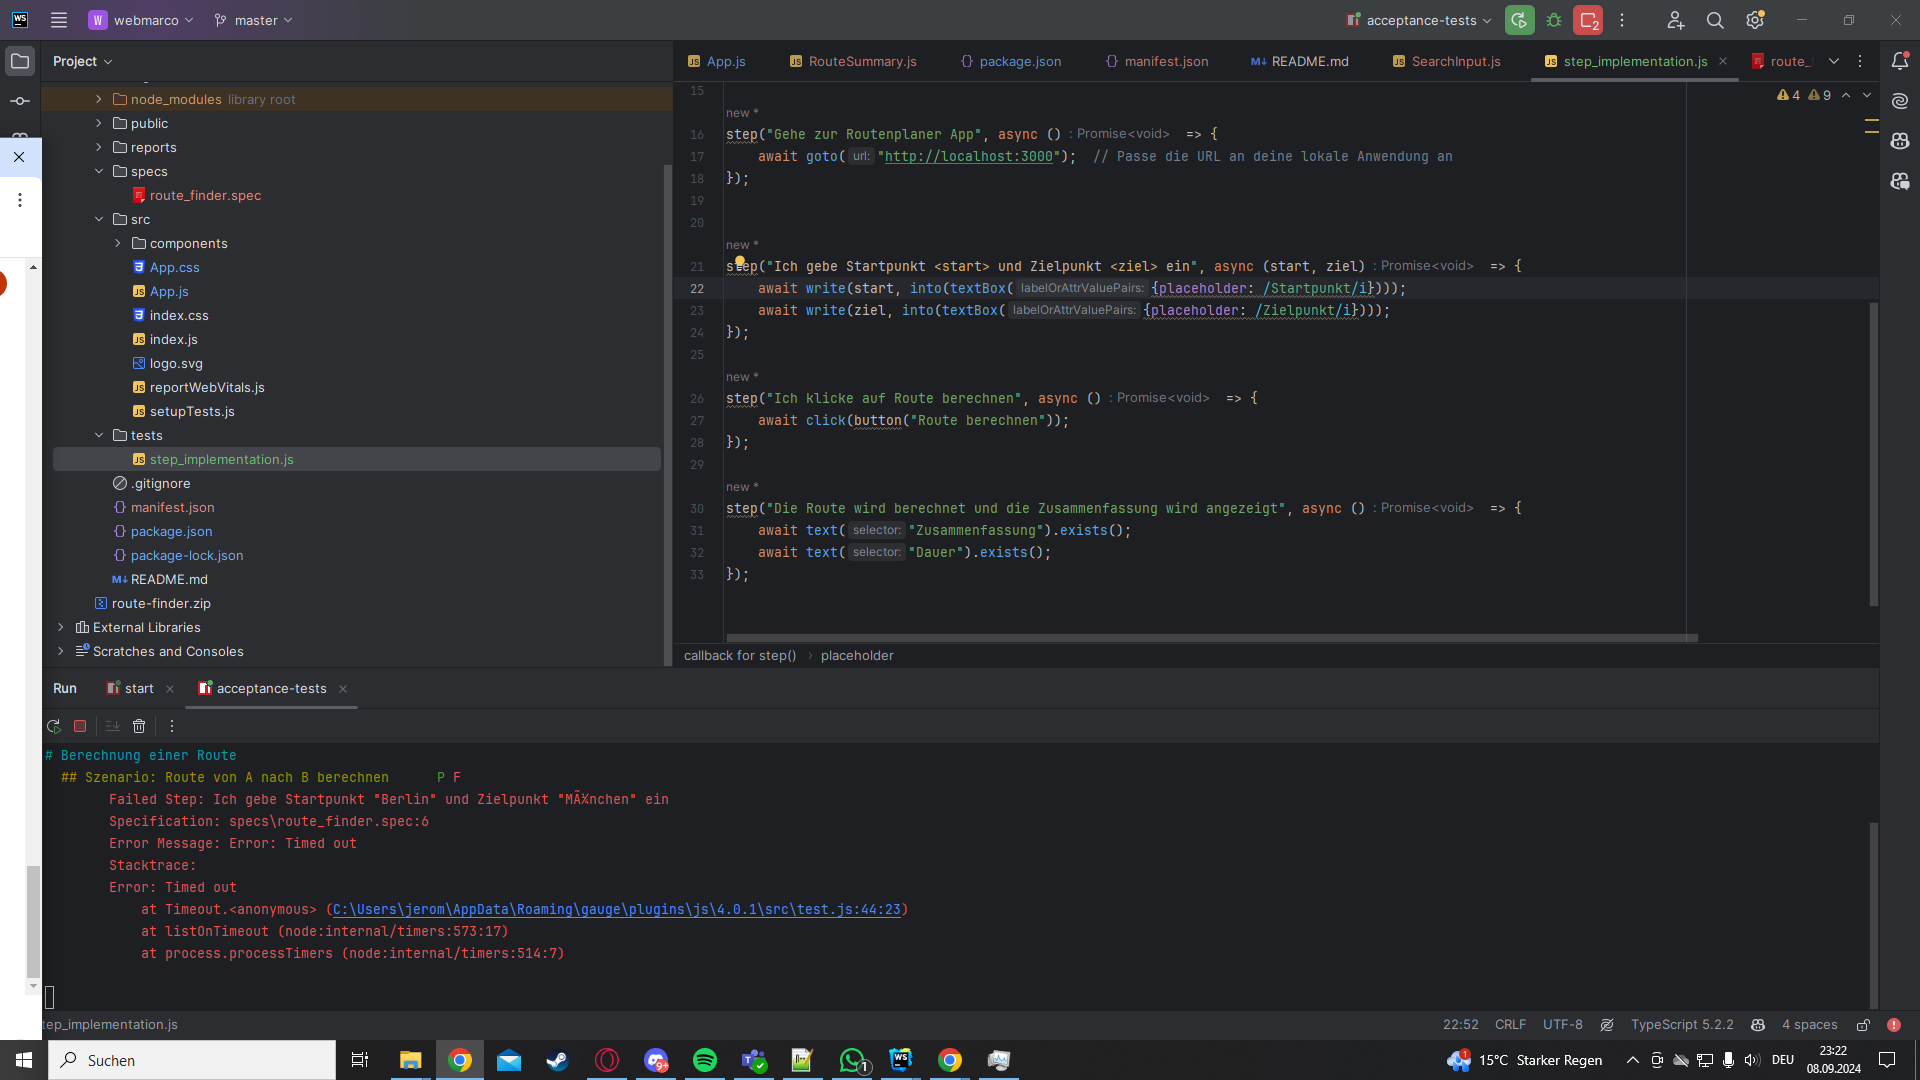 WS
W webmarco
master
acceptance-tests
2
Project
App.js
RouteSummary.js
package.json
manifest.json
README.md
SearchInput.js
step_implementation.js
route_
node_modules library root
public
reports
specs
route_finder.spec
src
components
App.css
App.js
index.css
index.js
logo.svg
reportWebVitals.js
setupTests.js
tests
step_implementation.js
.gitignore
manifest.json
package.json
package-lock.json
README.md
route-finder.zip
External Libraries
Scratches and Consoles
4 9
15
new *
16 step("Gehe zur Routenplaner App", async () : Promise<void> => {
17 await goto( url: "http://localhost:3000"); // Passe die URL an deine lokale Anwendung an
18 });
19
20
new *
21 step("Ich gebe Startpunkt <start> und Zielpunkt <ziel> ein", async (start, ziel) : Promise<void> => {
22 await write(start, into(textBox( labelOrAttrValuePairs: {placeholder: /Startpunkt/i})));
23 await write(ziel, into(textBox( labelOrAttrValuePairs: {placeholder: /Zielpunkt/i})));
24 });
25
new *
26 step("Ich klicke auf Route berechnen", async () : Promise<void> => {
27 await click(button("Route berechnen"));
28 });
29
new *
30 step("Die Route wird berechnet und die Zusammenfassung wird angezeigt", async () : Promise<void> => {
31 await text( selector: "Zusammenfassung").exists();
32 await text( selector: "Dauer").exists();
33 });
callback for step() › placeholder
Run start acceptance-tests
# Berechnung einer Route
## Szenario: Route von A nach B berechnen P F
Failed Step: Ich gebe Startpunkt "Berlin" und Zielpunkt "MÃ¼nchen" ein
Specification: specs\route_finder.spec:6
Error Message: Error: Timed out
Stacktrace:
Error: Timed out
at Timeout.<anonymous> (C:\Users\jerom\AppData\Roaming\gauge\plugins\js\4.0.1\src\test.js:44:23)
at listOnTimeout (node:internal/timers:573:17)
at process.processTimers (node:internal/timers:514:7)
tep_implementation.js
22:52 CRLF UTF-8 TypeScript 5.2.2 4 spaces
Suchen
9+
1
WS
1
15°C Starker Regen
DEU
23:22
08.09.2024